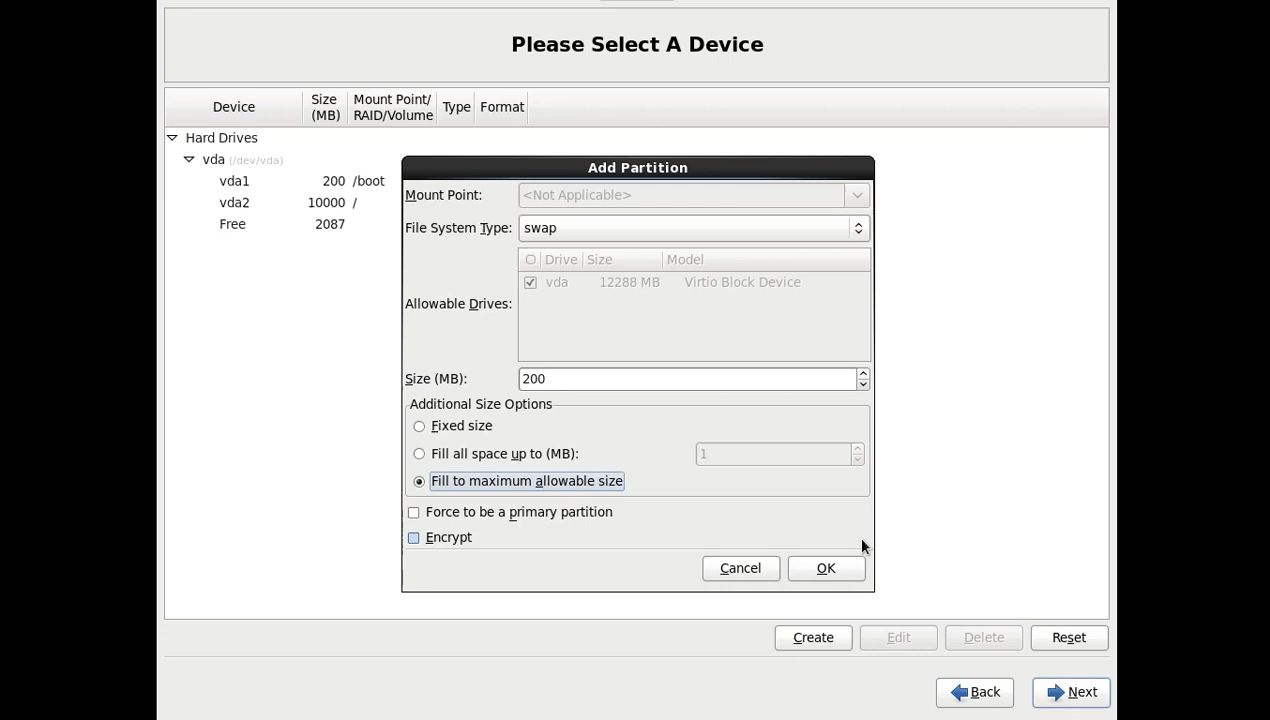 Please Select A Device
Device
Size
(MB)
Mount Point/
RAID/Volume
Type
Format
Hard Drives
vda (/dev/vda)
vda1 200 /boot
vda2 10000 /
Free 2087
Add Partition
Mount Point: <Not Applicable>
File System Type: swap
Allowable Drives:
Drive Size Model
vda 12288 MB Virtio Block Device
Size (MB): 200
Additional Size Options
Fixed size
Fill all space up to (MB): 1
Fill to maximum allowable size
Force to be a primary partition
Encrypt
Cancel OK
Create Edit Delete Reset
Back Next